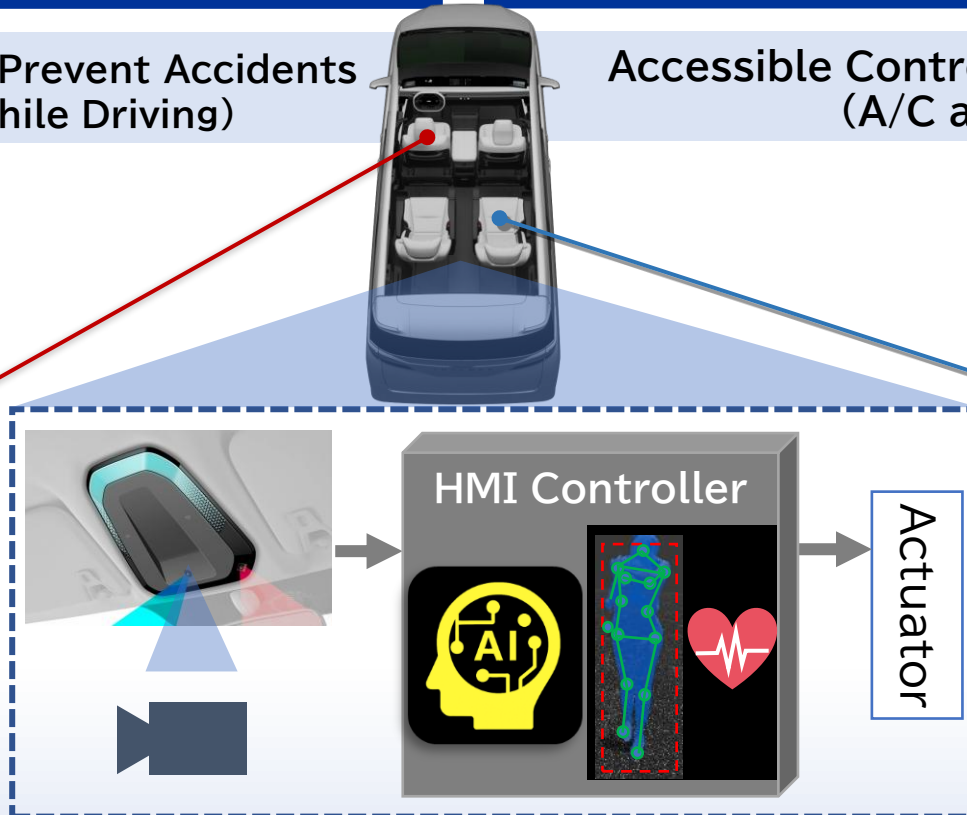 Prevent Accidents
hile Driving)
Accessible Contr
(A/C a
HMI Controller
AI
Actuator